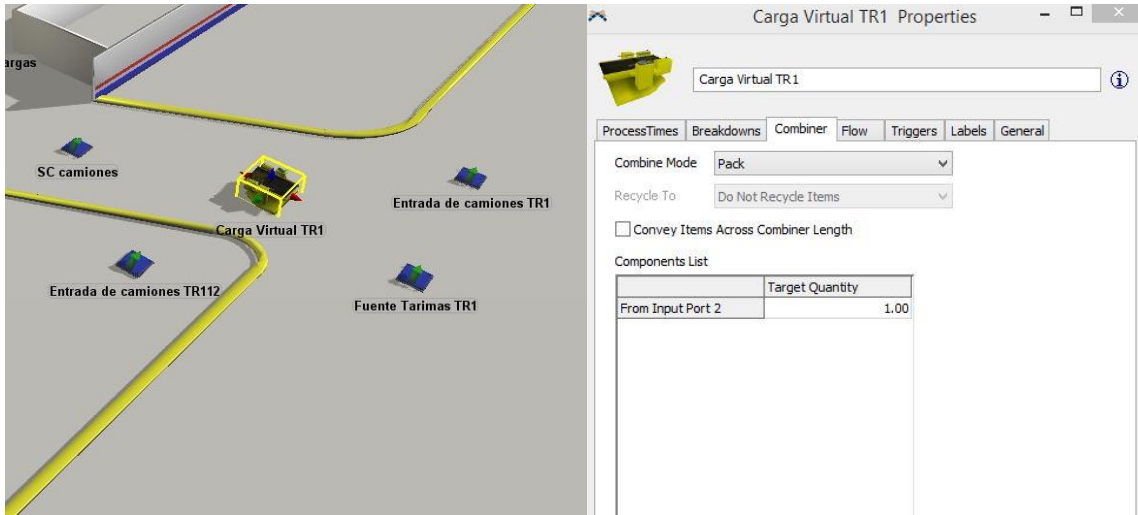 argas
SC camiones
Entrada de camiones TR1
Carga Virtual TR1
Entrada de camiones TR112
Fuente Tarimas TR1
Carga Virtual TR1 Properties
Carga Virtual TR1
ProcessTimes Breakdowns Combiner Flow Triggers Labels General
Combine Mode Pack
Recycle To Do Not Recycle Items
Convey Items Across Combiner Length
Components List
Target Quantity
From Input Port 2 1.00